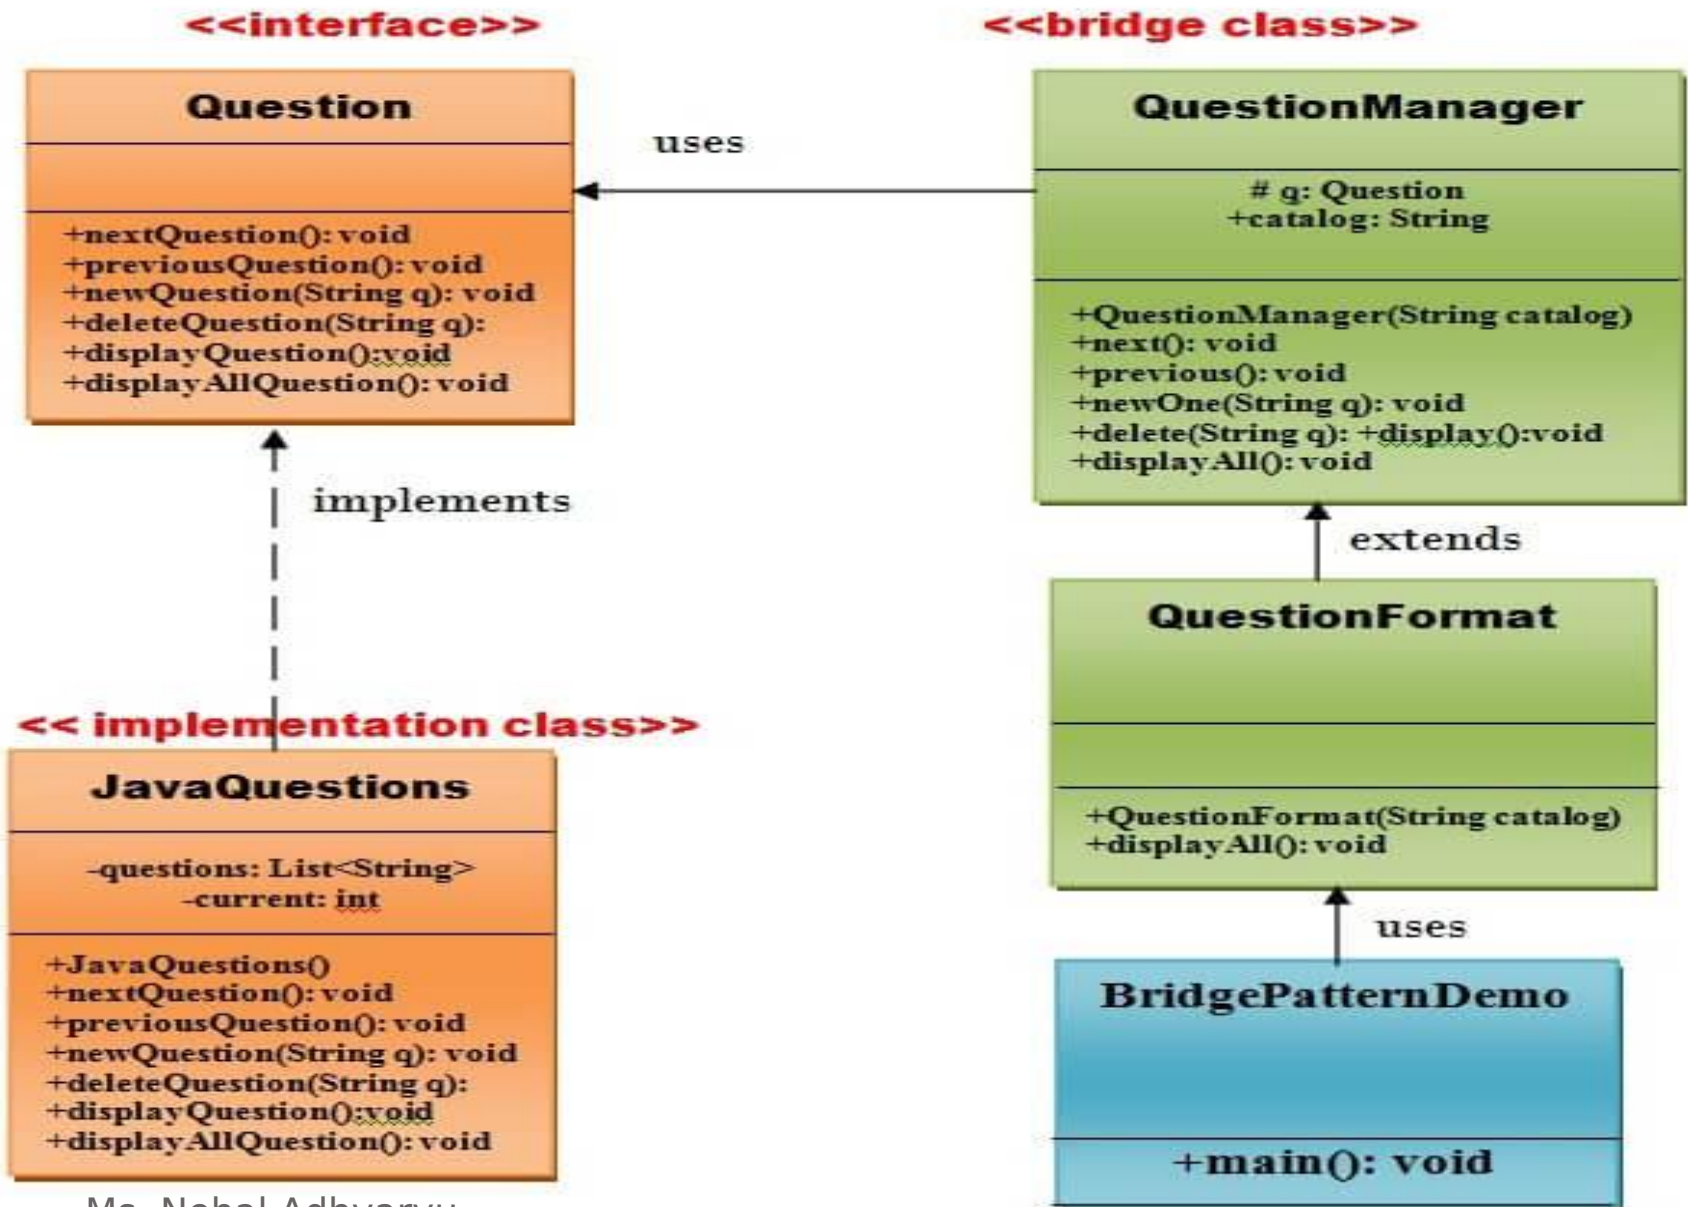 <<interface>>
Question
+nextQuestion(): void
+previousQuestion(): void
+newQuestion(String q): void
+deleteQuestion(String q):
+displayQuestion():void
+displayAllQuestion(): void
uses
<<bridge class>>
QuestionManager
# q: Question
+catalog: String
+QuestionManager(String catalog)
+next(): void
+previous(): void
+newOne(String q): void
+delete(String q): +display():void
+displayAll(): void
implements
extends
QuestionFormat
+QuestionFormat(String catalog)
+displayAll(): void
<< implementation class>>
JavaQuestions
-questions: List<String>
-current: int
+JavaQuestions()
+nextQuestion(): void
+previousQuestion(): void
+newQuestion(String q): void
+deleteQuestion(String q):
+displayQuestion():void
+displayAllQuestion(): void
uses
BridgePatternDemo
+main(): void
Ms. Nehal Adhyaryu